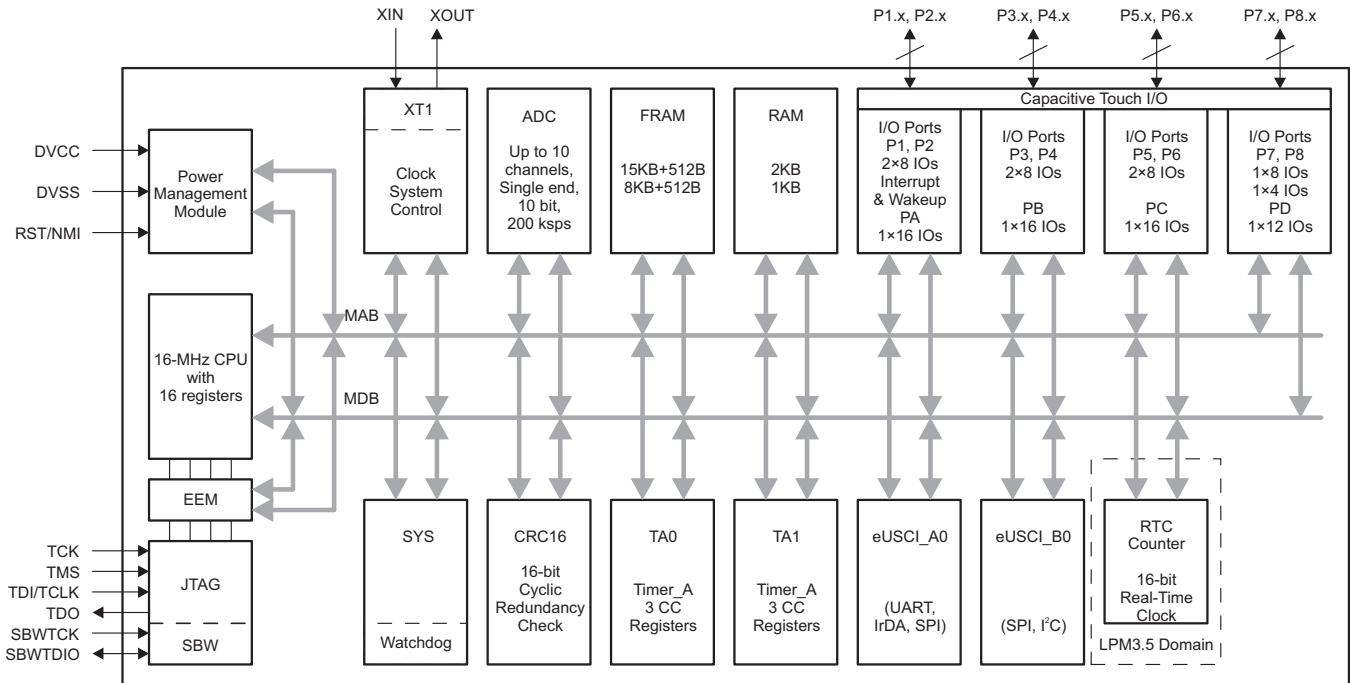 XIN
XOUT
P1.x, P2.x
P3.x, P4.x
P5.x, P6.x
P7.x, P8.x
DVCC
DVSS
RST/NMI
Power
Management
Module
XT1
Clock
System
Control
ADC
Up to 10
channels,
Single end,
10 bit,
200 ksps
FRAM
15KB+512B
8KB+512B
RAM
2KB
1KB
Capacitive Touch I/O
I/O Ports
P1, P2
2×8 IOs
Interrupt
& Wakeup
PA
1×16 IOs
I/O Ports
P3, P4
2×8 IOs
PB
1×16 IOs
I/O Ports
P5, P6
2×8 IOs
PC
1×16 IOs
I/O Ports
P7, P8
1×8 IOs
1×4 IOs
PD
1×12 IOs
MAB
16-MHz CPU
with
16 registers
MDB
EEM
TCK
TMS
TDI/TCLK
TDO
SBWTCK
SBWTDIO
JTAG
SBW
SYS
Watchdog
CRC16
16-bit
Cyclic
Redundancy
Check
TA0
Timer_A
3 CC
Registers
TA1
Timer_A
3 CC
Registers
eUSCI_A0
(UART,
IrDA, SPI)
eUSCI_B0
(SPI, I²C)
RTC
Counter
16-bit
Real-Time
Clock
LPM3.5 Domain